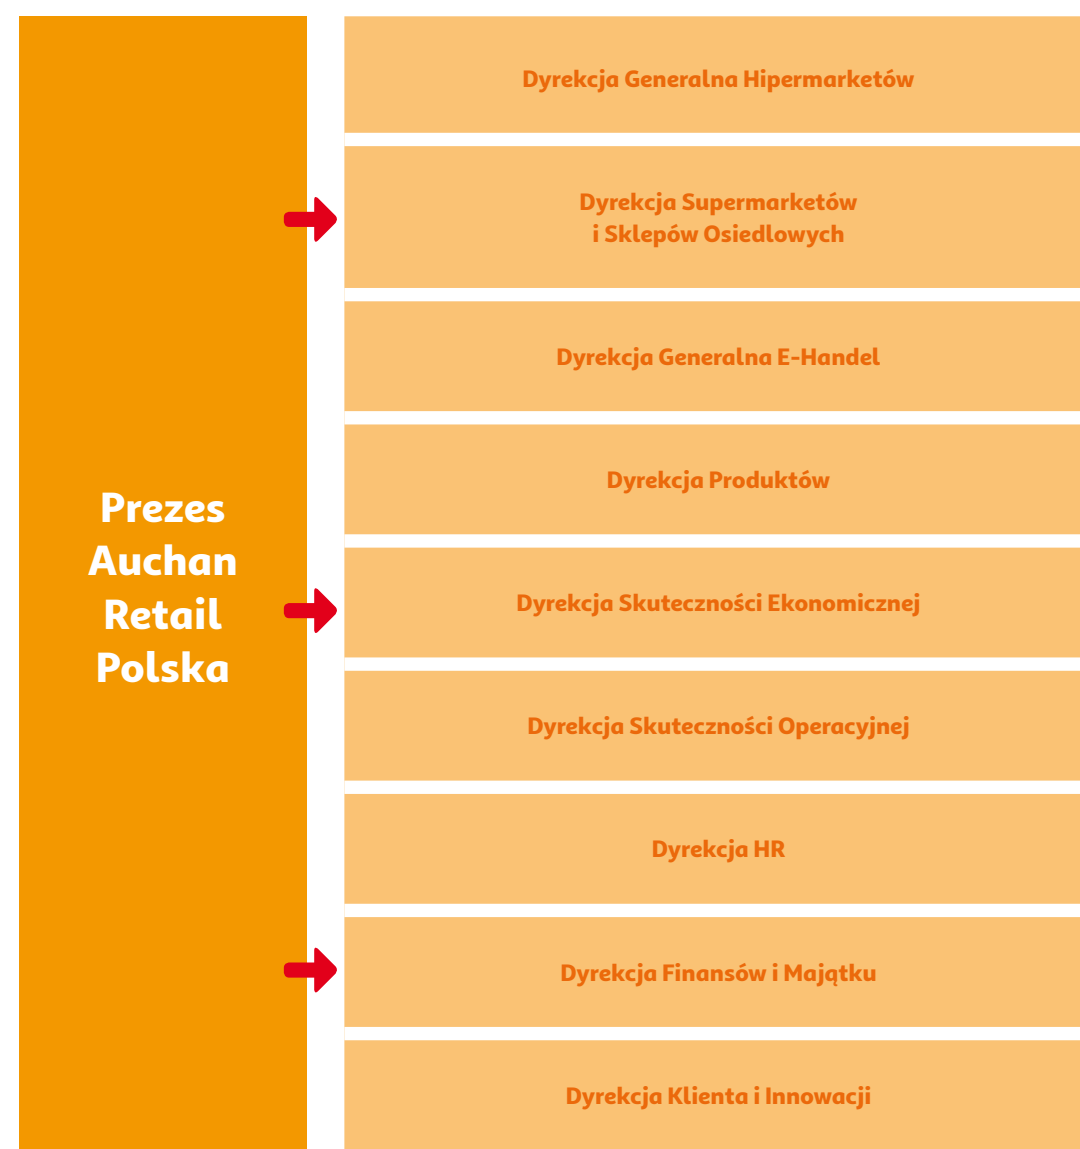 Prezes
Auchan
Retail
Polska
Dyrekcja Generalna Hipermarketów
Dyrekcja Supermarketów
i Sklepów Osiedlowych
Dyrekcja Generalna E-Handel
Dyrekcja Produktów
Dyrekcja Skuteczności Ekonomicznej
Dyrekcja Skuteczności Operacyjnej
Dyrekcja HR
Dyrekcja Finansów i Majątku
Dyrekcja Klienta i Innowacji